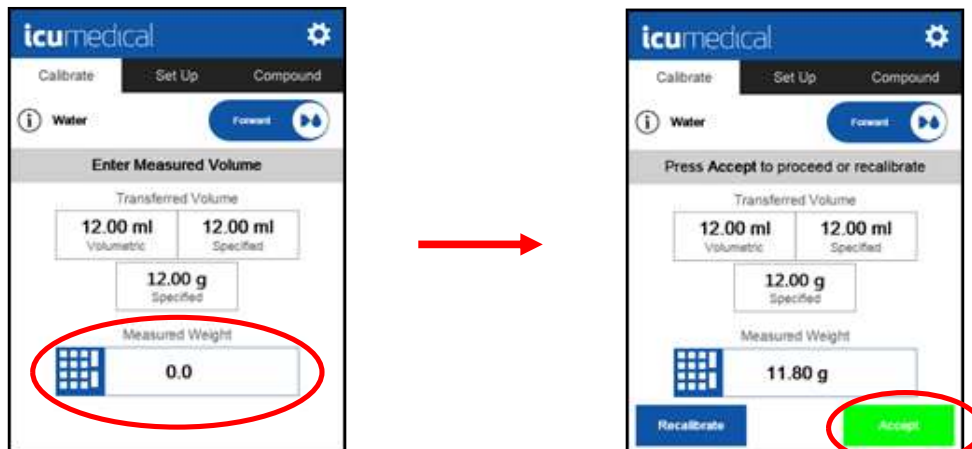 icumedical
Calibrate Set Up Compound
i Water Forward
Enter Measured Volume
Transferred Volume
12.00 ml 12.00 ml
Volumetric Specified
12.00 g
Specified
Measured Weight
0.0
icumedical
Calibrate Set Up Compound
i Water Forward
Press Accept to proceed or recalibrate
Transferred Volume
12.00 ml 12.00 ml
Volumetric Specified
12.00 g
Specified
Measured Weight
11.80 g
Recalibrate Accept